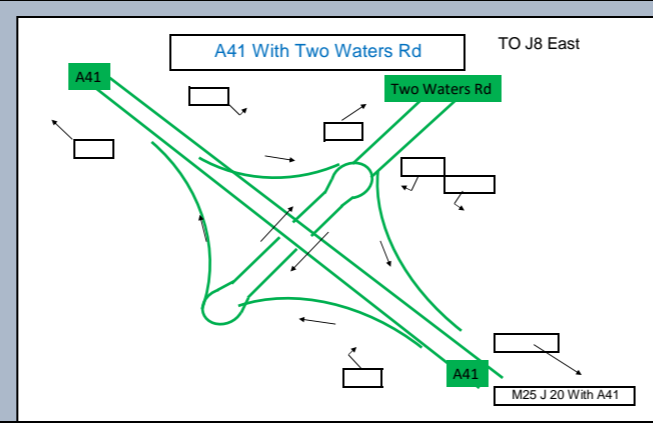 A41 With Two Waters Rd
TO J8 East
A41
Two Waters Rd
A41
M25 J 20 With A41